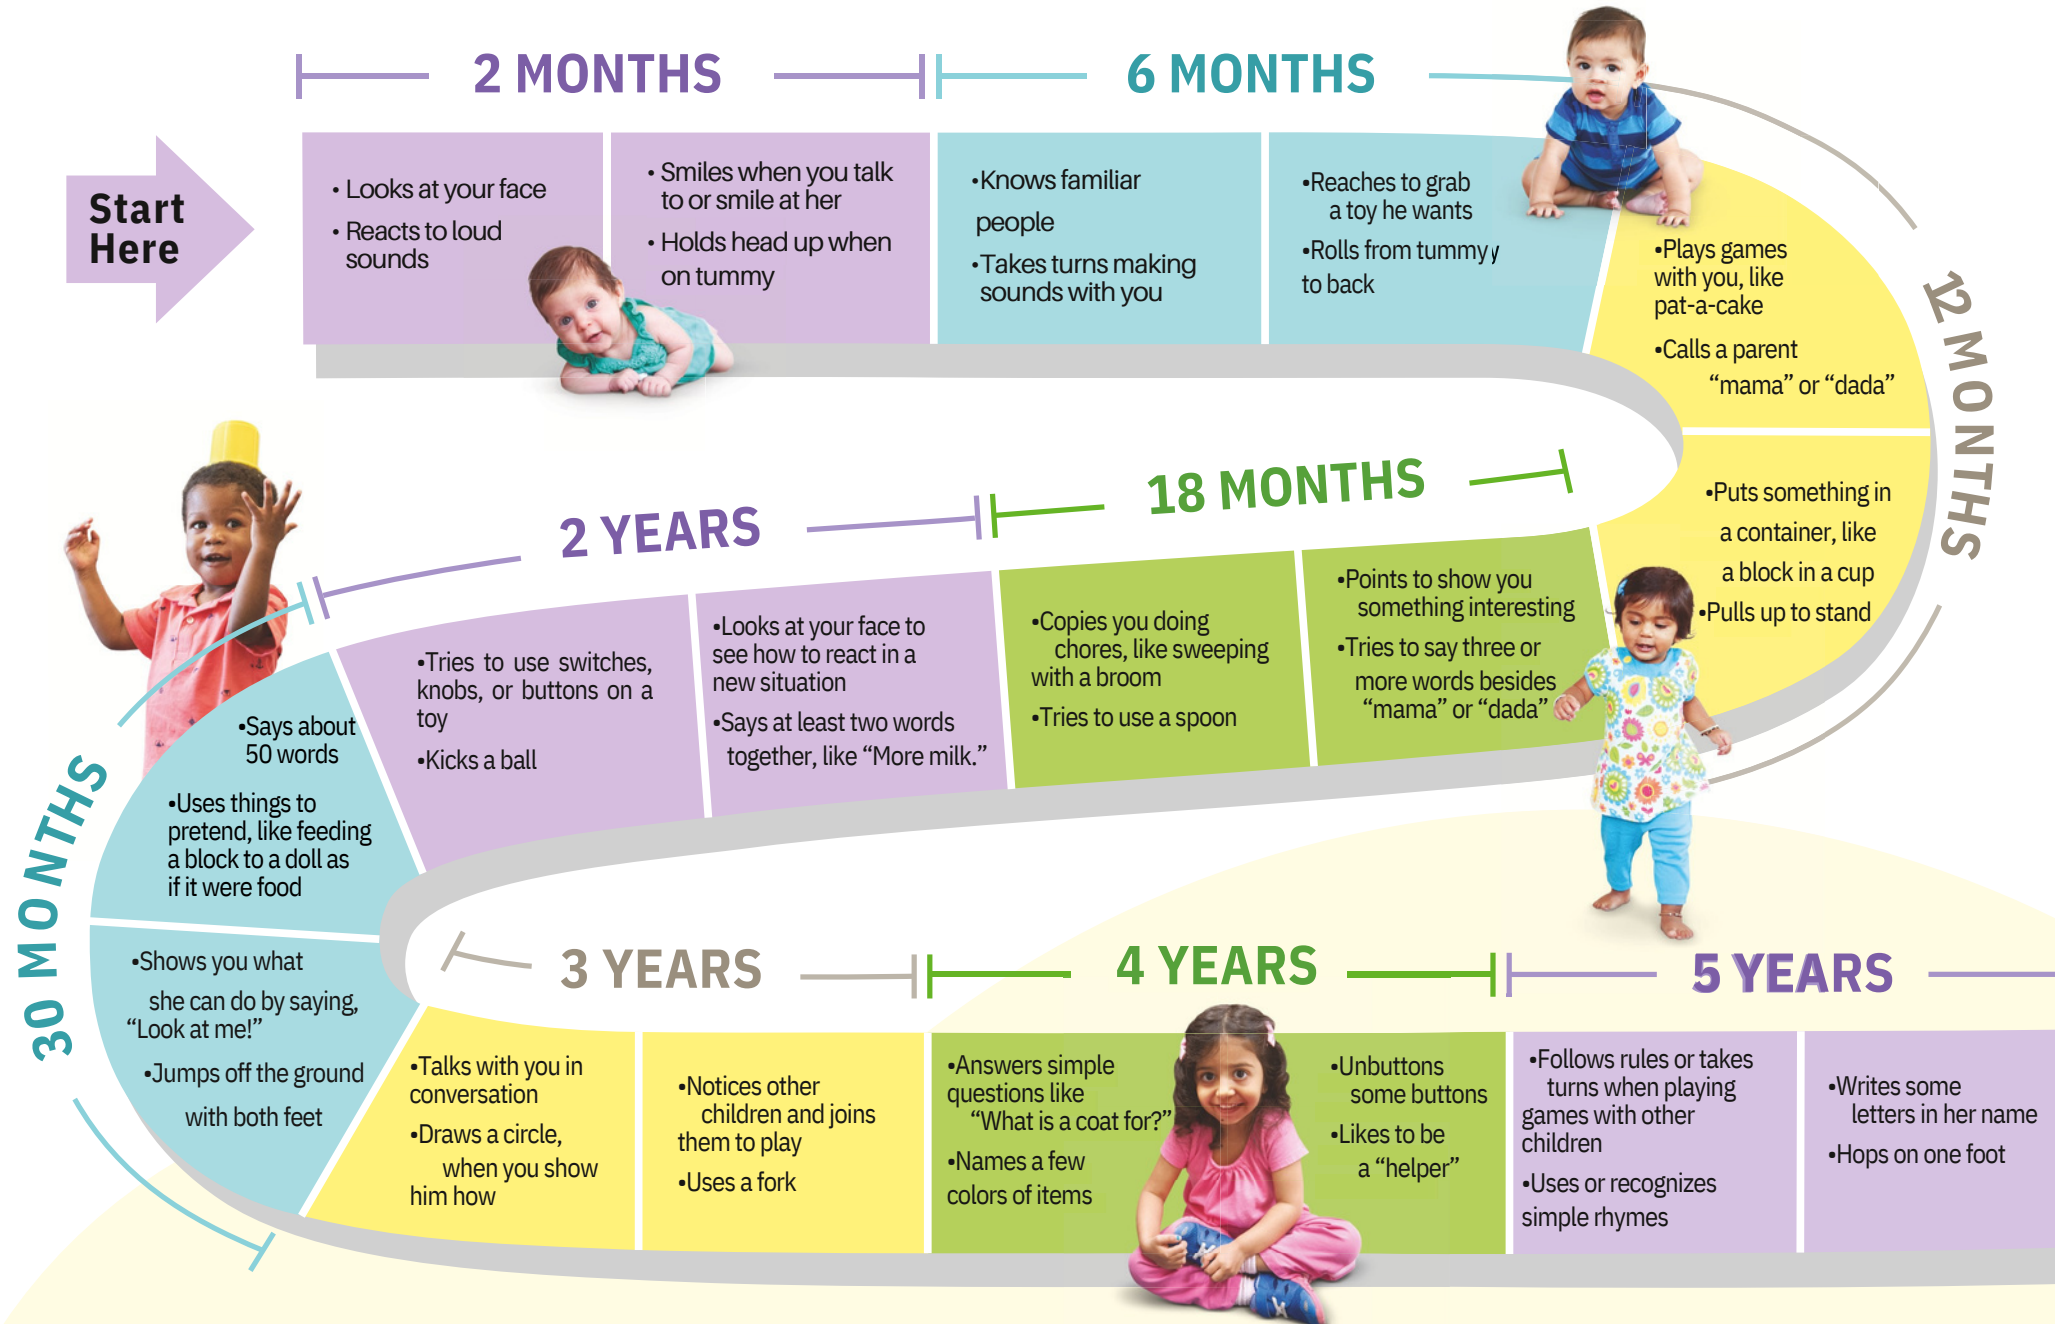 2 MONTHS
6 MONTHS
Start
Here
• Looks at your face
• Reacts to loud
sounds
• Smiles when you talk
to or smile at her
• Holds head up when
on tummy
•Knows familiar
people
•Takes turns making
sounds with you
•Reaches to grab
a toy he wants
•Rolls from tummy y
to back
12 MONTHS
•Plays games
with you, like
pat-a-cake
•Calls a parent
“mama” or “dada”
•Puts something in
a container, like
a block in a cup
•Pulls up to stand
18 MONTHS
•Points to show you
something interesting
•Tries to say three or
more words besides
“mama” or “dada”
•Copies you doing
chores, like sweeping
with a broom
•Tries to use a spoon
2 YEARS
•Looks at your face to
see how to react in a
new situation
•Says at least two words
together, like “More milk.”
•Tries to use switches,
knobs, or buttons on a
toy
•Kicks a ball
30 MONTHS
•Says about
50 words
•Uses things to
pretend, like feeding
a block to a doll as
if it were food
•Shows you what
she can do by saying,
“Look at me!”
•Jumps off the ground
with both feet
3 YEARS
•Talks with you in
conversation
•Draws a circle,
when you show
him how
•Notices other
children and joins
them to play
•Uses a fork
4 YEARS
•Answers simple
questions like
“What is a coat for?”
•Names a few
colors of items
•Unbuttons
some buttons
•Likes to be
a “helper”
5 YEARS
•Follows rules or takes
turns when playing
games with other
children
•Uses or recognizes
simple rhymes
•Writes some
letters in her name
•Hops on one foot